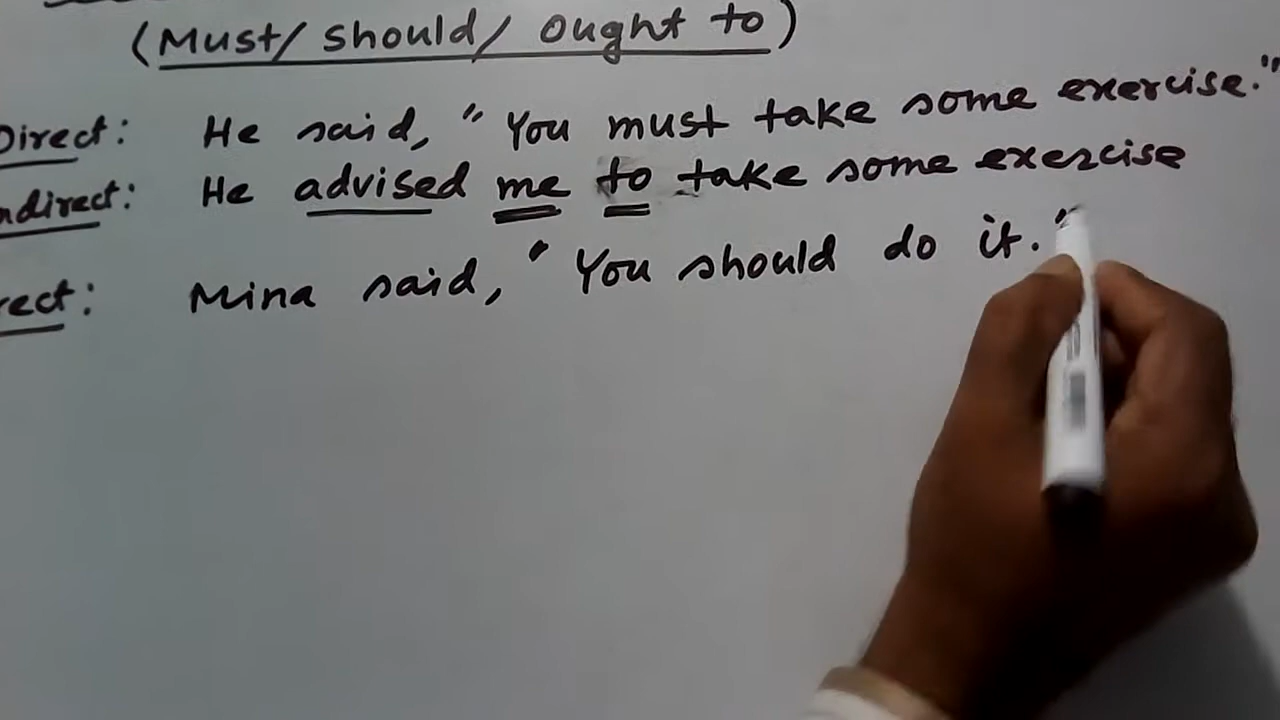 (Must/ should/ ought to)
Direct: He said, "You must take some exercise."
ndirect: He advised me to take some exercise
rect: Mina said, "You should do it."